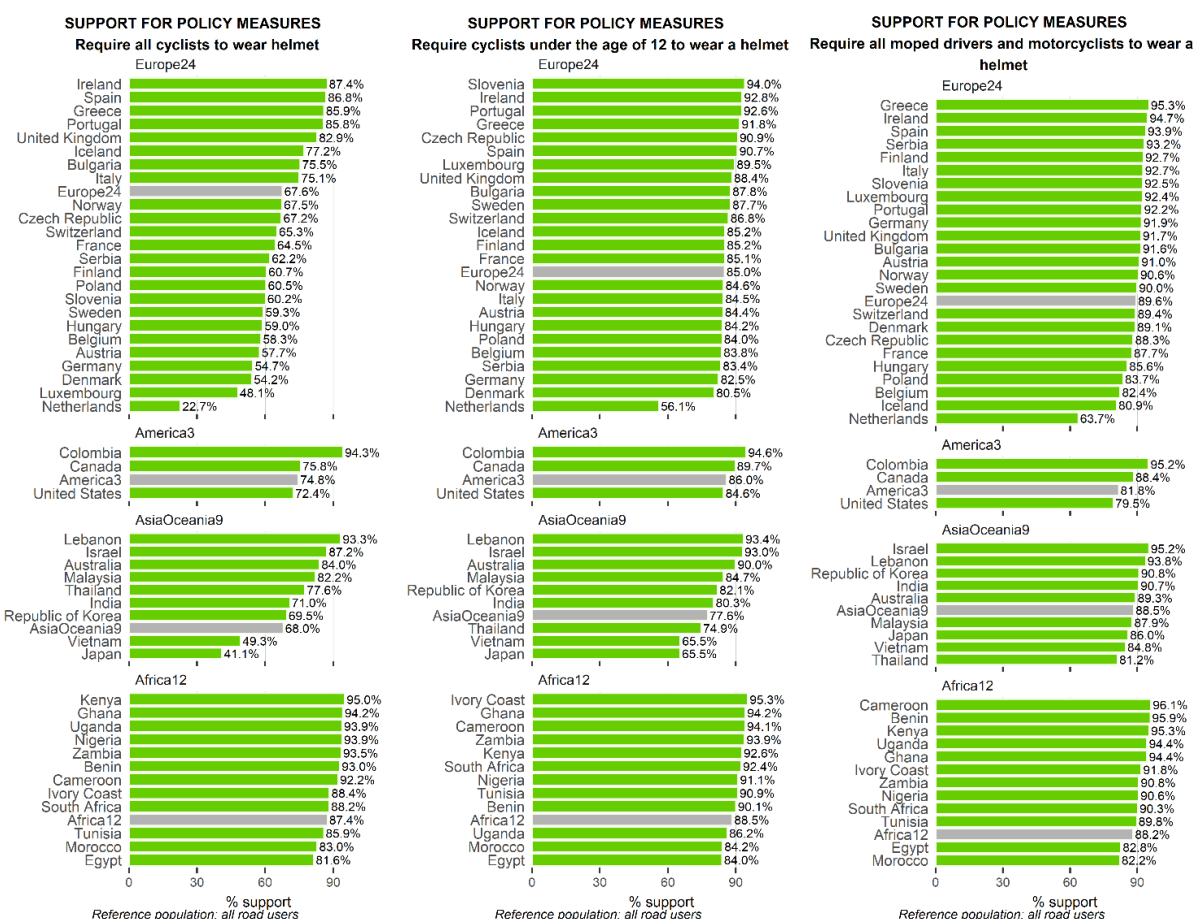 SUPPORT FOR POLICY MEASURES
Require all cyclists to wear helmet
Europe24
Ireland 87.4%
Spain 86.8%
Greece 85.9%
Portugal 85.8%
United Kingdom 82.9%
Iceland 77.2%
Bulgaria 75.5%
Italy 75.1%
Europe24 67.6%
Norway 67.5%
Czech Republic 67.2%
Switzerland 65.3%
France 64.5%
Serbia 62.2%
Finland 60.7%
Poland 60.5%
Slovenia 60.2%
Sweden 59.3%
Hungary 59.0%
Belgium 58.3%
Austria 57.7%
Germany 54.7%
Denmark 54.2%
Luxembourg 48.1%
Netherlands 22.7%
America3
Colombia 94.3%
Canada 75.8%
America3 74.8%
United States 72.4%
AsiaOceania9
Lebanon 93.3%
Israel 87.2%
Australia 84.0%
Malaysia 82.2%
Thailand 77.6%
India 71.0%
Republic of Korea 69.5%
AsiaOceania9 68.0%
Vietnam 49.3%
Japan 41.1%
Africa12
Kenya 95.0%
Ghana 94.2%
Uganda 93.9%
Nigeria 93.9%
Zambia 93.5%
Benin 93.0%
Cameroon 92.2%
Ivory Coast 88.4%
South Africa 88.2%
Africa12 87.4%
Tunisia 85.9%
Morocco 83.0%
Egypt 81.6%
0 30 60 90
% support
Reference population: all road users
SUPPORT FOR POLICY MEASURES
Require cyclists under the age of 12 to wear a helmet
Europe24
Slovenia 94.0%
Ireland 92.8%
Portugal 92.6%
Greece 91.8%
Czech Republic 90.9%
Spain 90.7%
Luxembourg 89.5%
United Kingdom 88.4%
Bulgaria 87.8%
Sweden 87.7%
Switzerland 86.8%
Iceland 85.2%
Finland 85.2%
France 85.1%
Europe24 85.0%
Norway 84.6%
Italy 84.5%
Austria 84.4%
Hungary 84.2%
Poland 84.0%
Belgium 83.8%
Serbia 83.4%
Germany 82.5%
Denmark 80.5%
Netherlands 56.1%
America3
Colombia 94.6%
Canada 89.7%
America3 86.0%
United States 84.6%
AsiaOceania9
Lebanon 93.4%
Israel 93.0%
Australia 90.0%
Malaysia 84.7%
Republic of Korea 82.1%
India 80.3%
AsiaOceania9 77.6%
Thailand 74.9%
Vietnam 65.5%
Japan 65.5%
Africa12
Ivory Coast 95.3%
Ghana 94.2%
Cameroon 94.1%
Zambia 93.9%
Kenya 92.6%
South Africa 92.4%
Nigeria 91.1%
Tunisia 90.9%
Benin 90.1%
Africa12 88.5%
Uganda 86.2%
Morocco 84.2%
Egypt 84.0%
0 30 60 90
% support
Reference population: all road users
SUPPORT FOR POLICY MEASURES
Require all moped drivers and motorcyclists to wear a
helmet
Europe24
Greece 95.3%
Ireland 94.7%
Spain 93.9%
Serbia 93.2%
Finland 92.7%
Italy 92.7%
Slovenia 92.5%
Luxembourg 92.4%
Portugal 92.2%
Germany 91.9%
United Kingdom 91.7%
Bulgaria 91.6%
Austria 91.0%
Norway 90.6%
Sweden 90.0%
Europe24 89.6%
Switzerland 89.4%
Denmark 89.1%
Czech Republic 88.3%
France 87.7%
Hungary 85.6%
Poland 83.7%
Belgium 82.4%
Iceland 80.9%
Netherlands 63.7%
America3
Colombia 95.2%
Canada 88.4%
America3 81.8%
United States 79.5%
AsiaOceania9
Israel 95.2%
Lebanon 93.8%
Republic of Korea 90.8%
India 90.7%
Australia 89.3%
AsiaOceania9 88.5%
Malaysia 87.9%
Japan 86.0%
Vietnam 84.8%
Thailand 81.2%
Africa12
Cameroon 96.1%
Benin 95.9%
Kenya 95.3%
Uganda 94.4%
Ghana 94.4%
Ivory Coast 91.8%
Zambia 90.8%
Nigeria 90.6%
South Africa 90.3%
Tunisia 89.8%
Africa12 88.2%
Egypt 82.8%
Morocco 82.2%
0 30 60 90
% support
Reference population: all road users